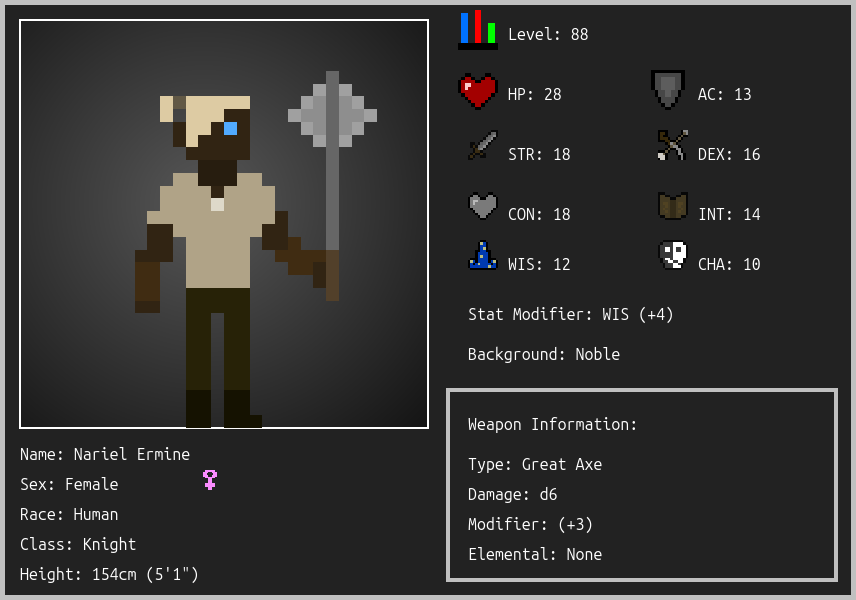 Level: 88
HP: 28
AC: 13
STR: 18
DEX: 16
CON: 18
INT: 14
WIS: 12
CHA: 10
Stat Modifier: WIS (+4)
Background: Noble
Weapon Information:
Type: Great Axe
Damage: d6
Modifier: (+3)
Elemental: None
Name: Nariel Ermine
Sex: Female
Race: Human
Class: Knight
Height: 154cm (5'1")